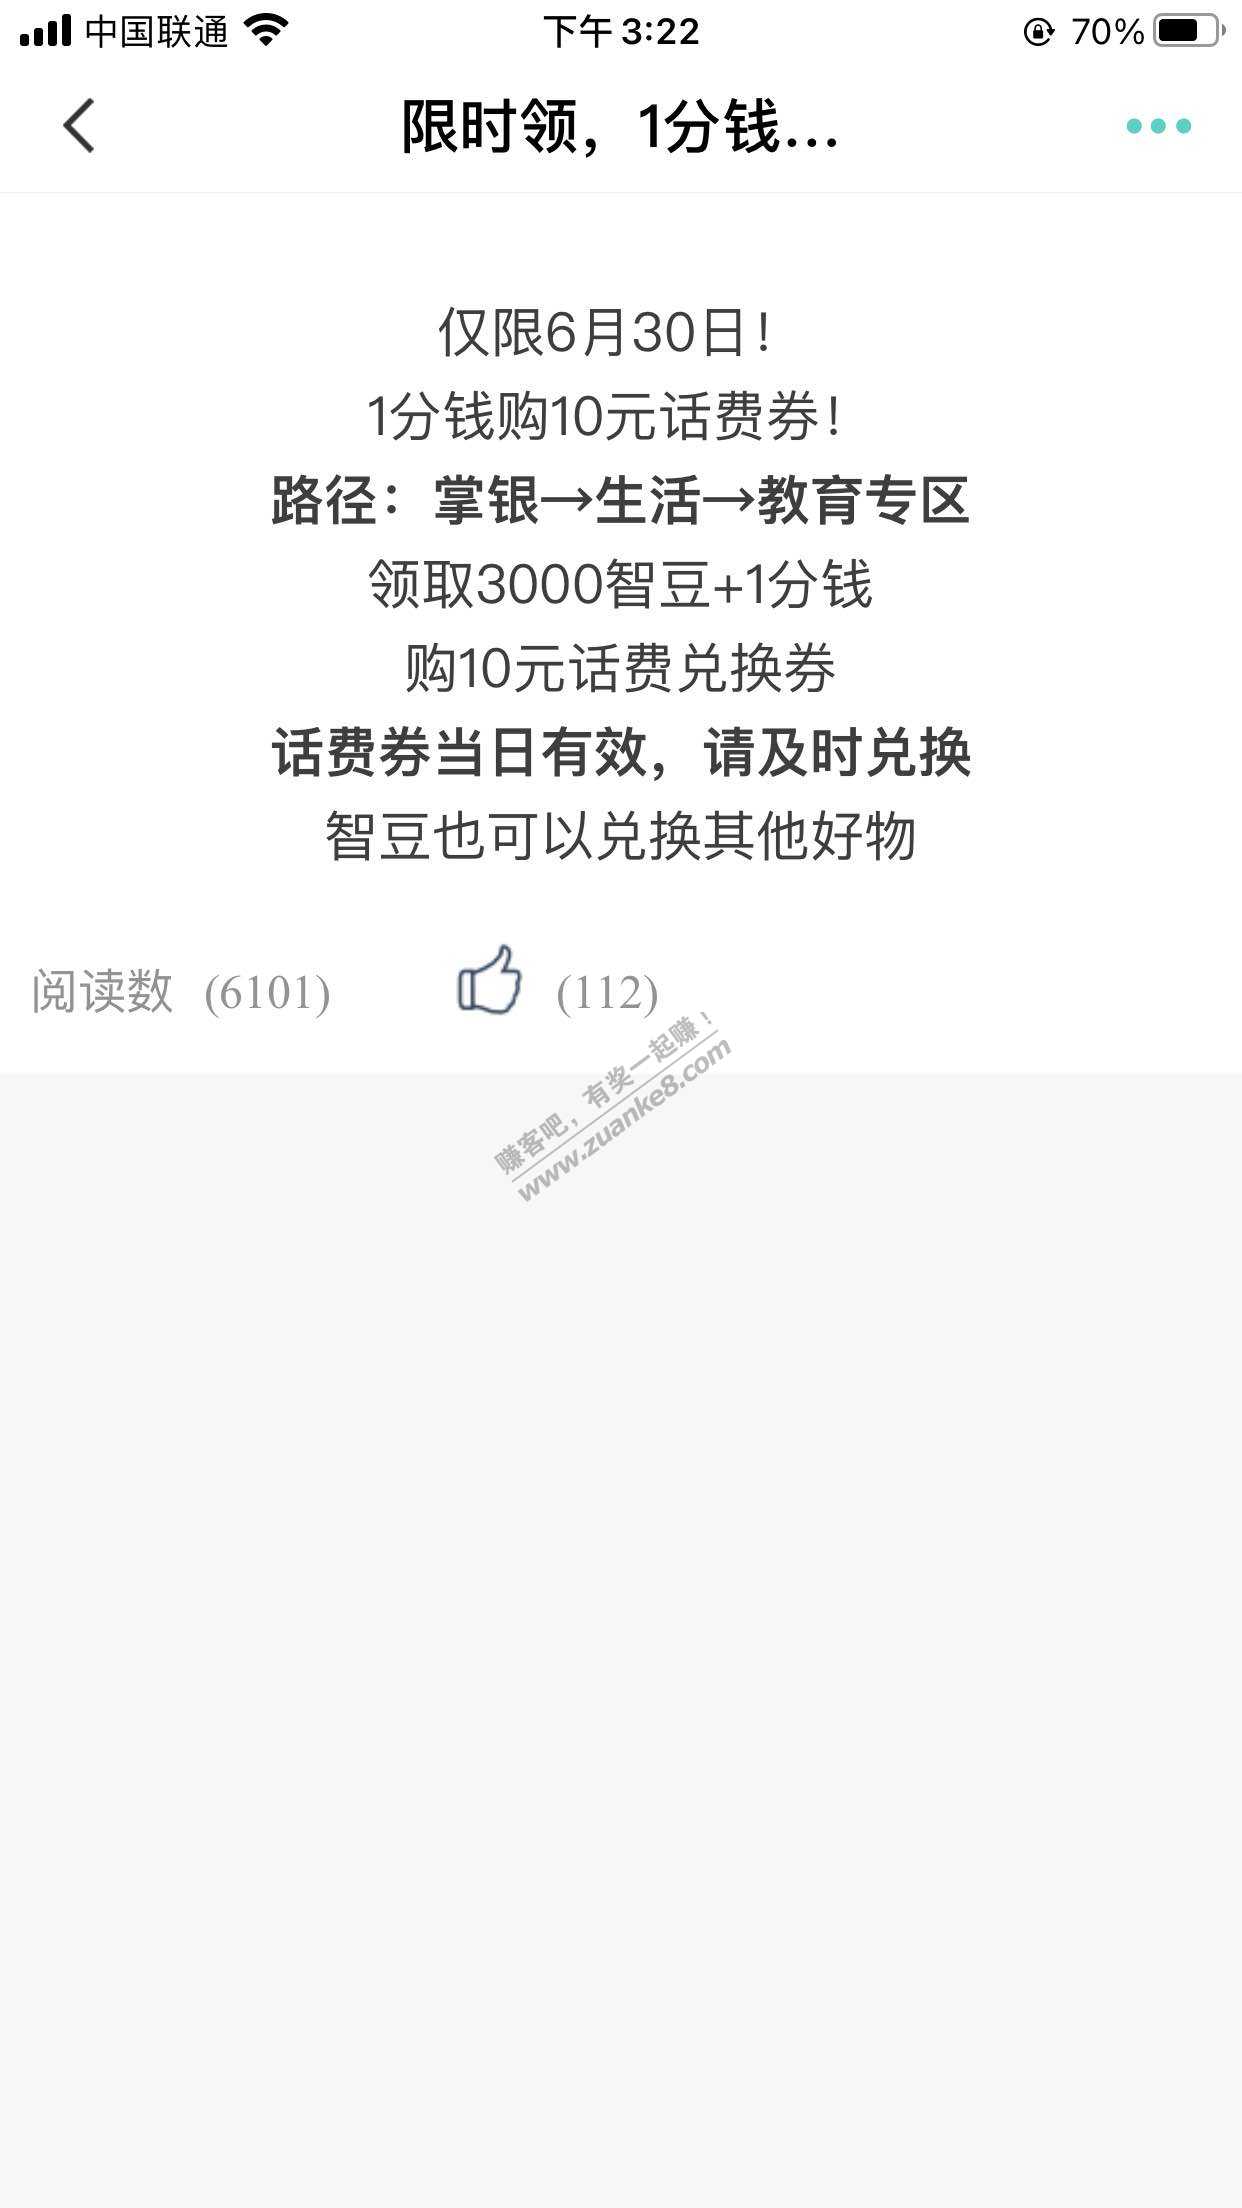 中国联通 下午 3:22 70%
限时领，1分钱...
仅限6月30日！
1分钱购10元话费券！
路径：掌银→生活→教育专区
领取3000智豆+1分钱
购10元话费兑换券
话费券当日有效，请及时兑换
智豆也可以兑换其他好物
阅读数 (6101) (112)
赚客吧，有奖一起赚！
www.zuanke8.com